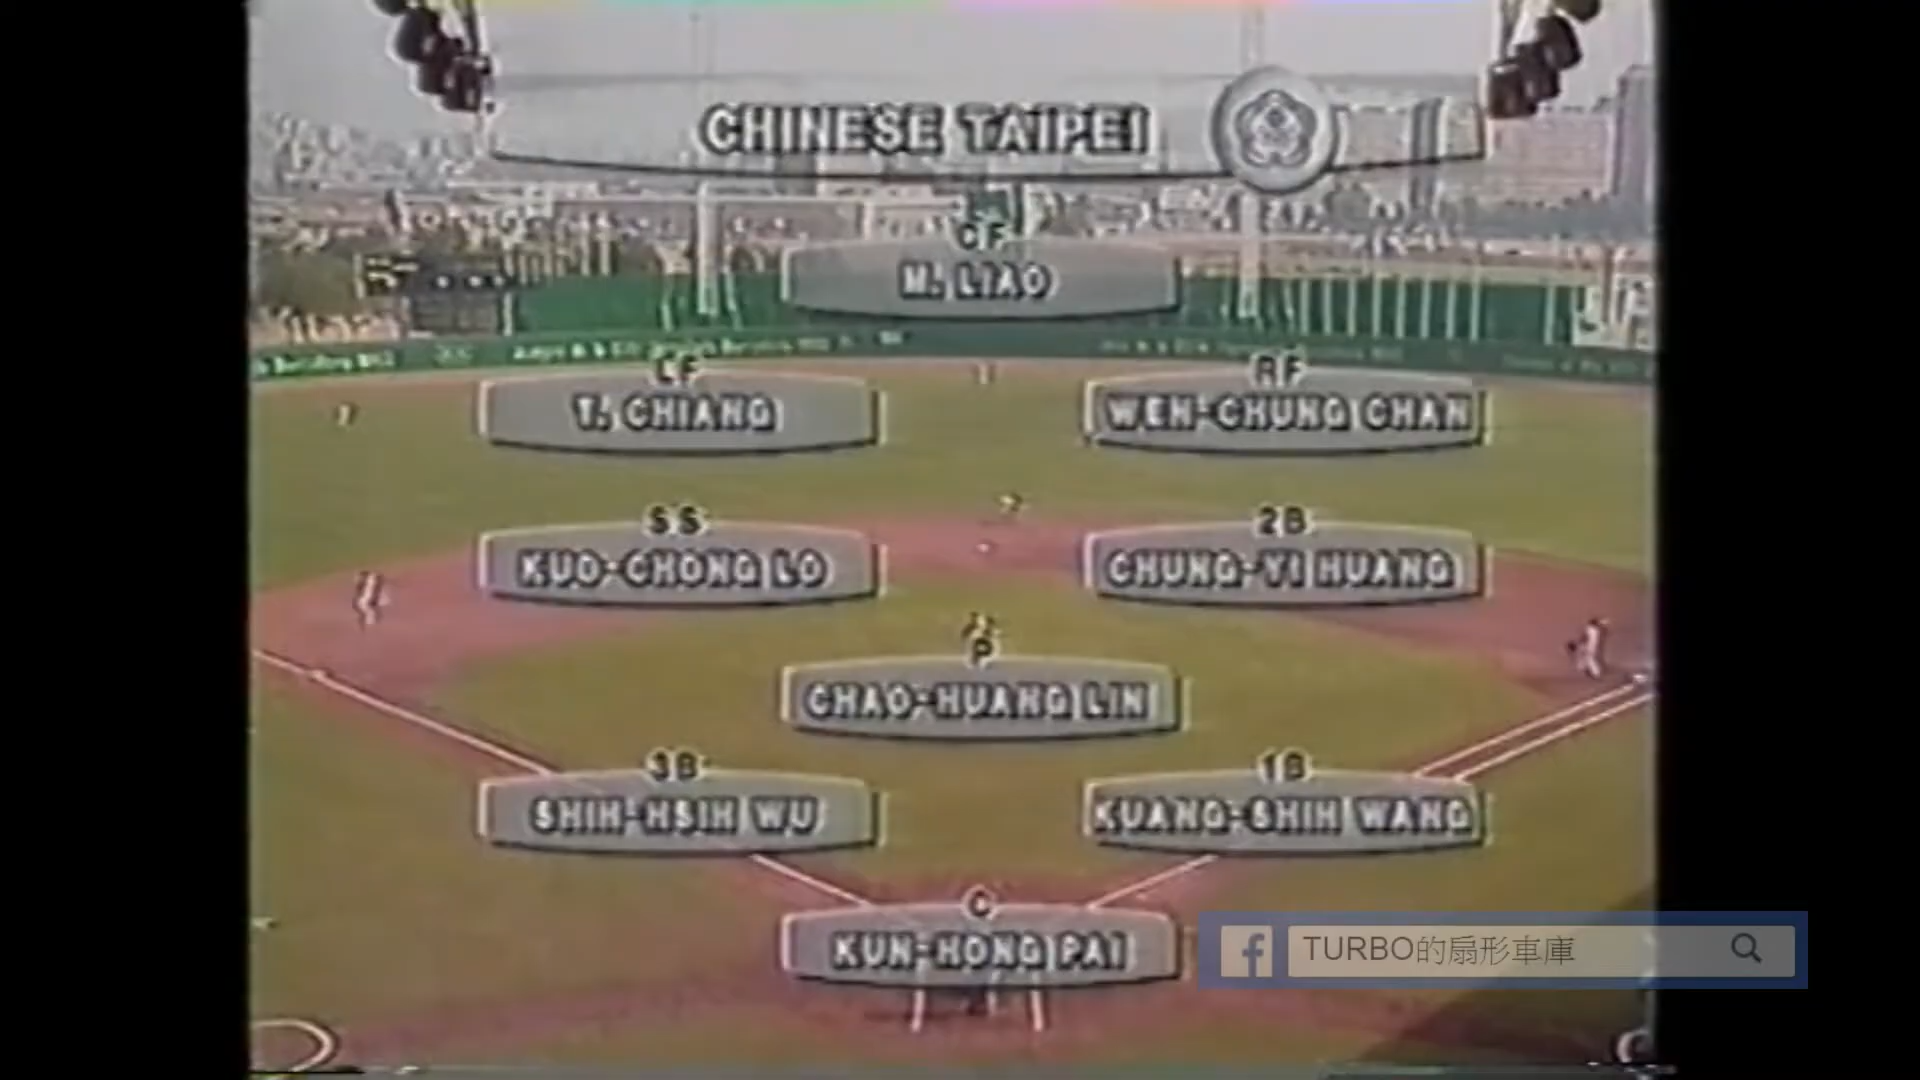 CHINESE TAIPEI
CF
M. LIAO
LF
T. CHIANG
RF
WEN-CHUNG CHAN
SS
KUO-CHONG LO
2B
CHUNG-YI HUANG
P
CHAO-HUANG LIN
3B
SHIH-HSIH WU
1B
KUANG-SHIH WANG
C
KUN-HONG PAI
f TURBO的扇形車庫